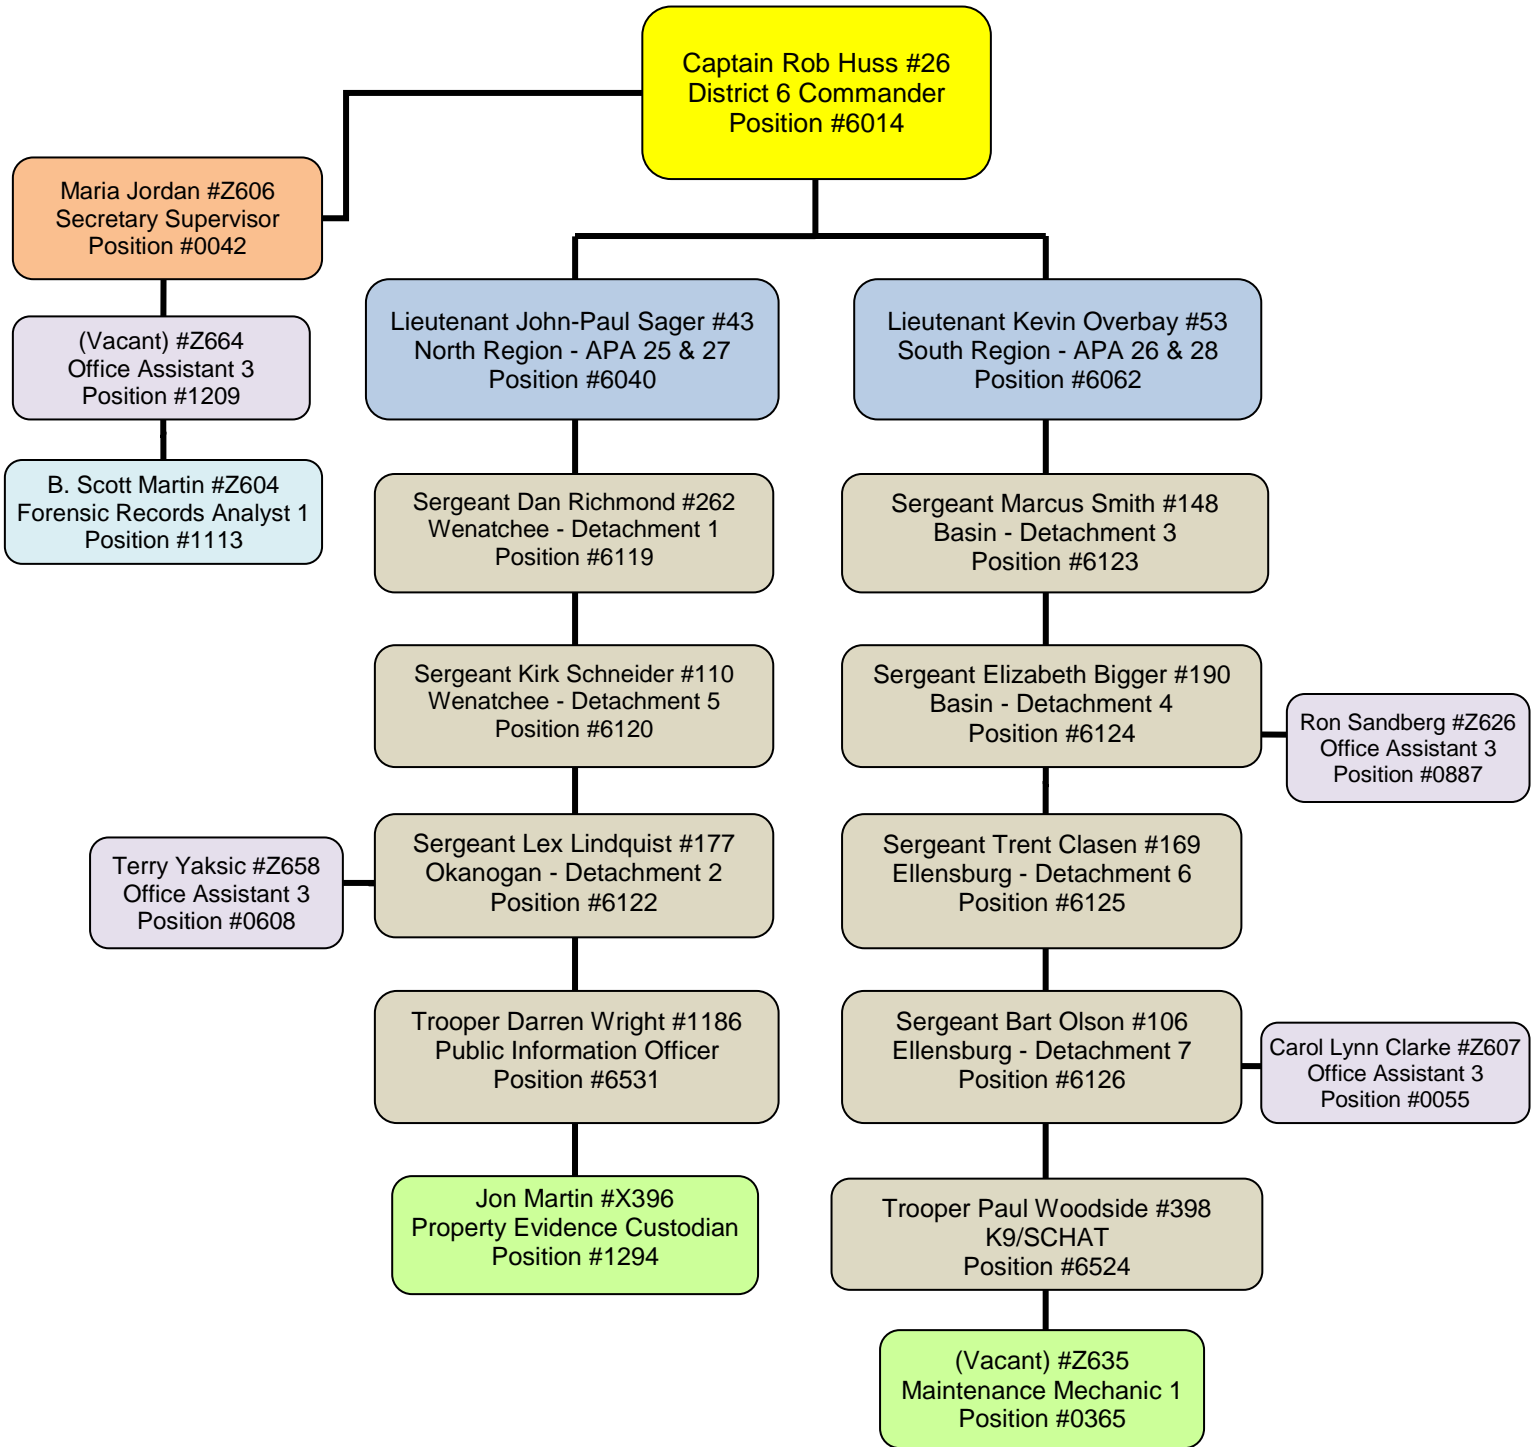 Captain Rob Huss #26
District 6 Commander
Position #6014
Maria Jordan #Z606
Secretary Supervisor
Position #0042
(Vacant) #Z664
Office Assistant 3
Position #1209
B. Scott Martin #Z604
Forensic Records Analyst 1
Position #1113
Lieutenant John-Paul Sager #43
North Region - APA 25 & 27
Position #6040
Sergeant Dan Richmond #262
Wenatchee - Detachment 1
Position #6119
Sergeant Kirk Schneider #110
Wenatchee - Detachment 5
Position #6120
Sergeant Lex Lindquist #177
Okanogan - Detachment 2
Position #6122
Terry Yaksic #Z658
Office Assistant 3
Position #0608
Trooper Darren Wright #1186
Public Information Officer
Position #6531
Jon Martin #X396
Property Evidence Custodian
Position #1294
Lieutenant Kevin Overbay #53
South Region - APA 26 & 28
Position #6062
Sergeant Marcus Smith #148
Basin - Detachment 3
Position #6123
Sergeant Elizabeth Bigger #190
Basin - Detachment 4
Position #6124
Ron Sandberg #Z626
Office Assistant 3
Position #0887
Sergeant Trent Clasen #169
Ellensburg - Detachment 6
Position #6125
Sergeant Bart Olson #106
Ellensburg - Detachment 7
Position #6126
Carol Lynn Clarke #Z607
Office Assistant 3
Position #0055
Trooper Paul Woodside #398
K9/SCHAT
Position #6524
(Vacant) #Z635
Maintenance Mechanic 1
Position #0365